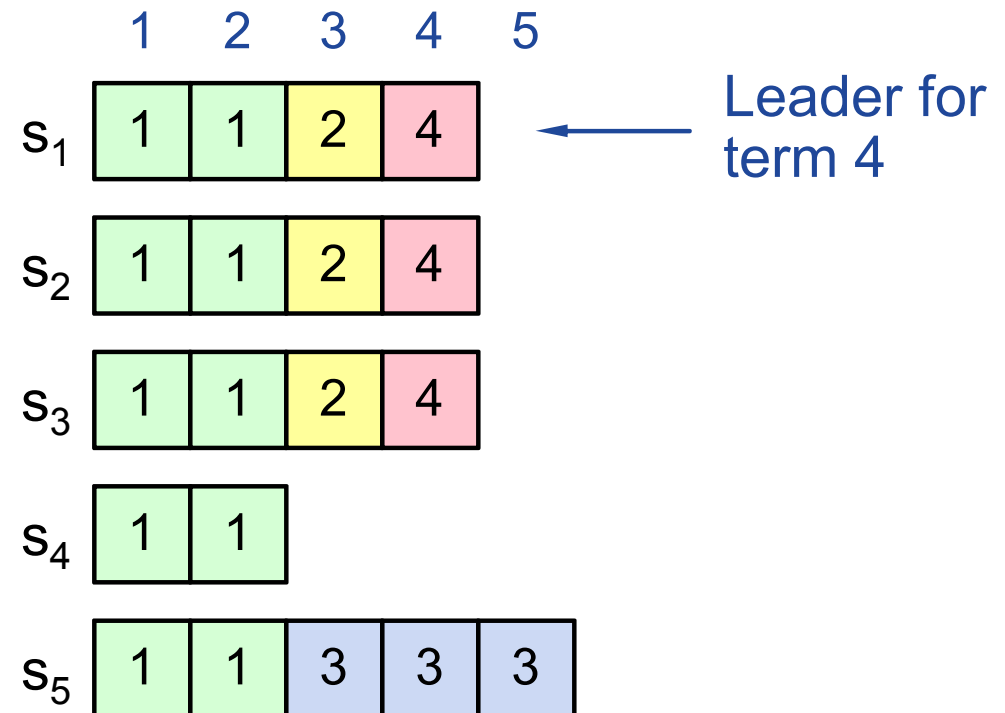 1 2 3 4 5
s1 1 1 2 4
Leader for
term 4
s2 1 1 2 4
s3 1 1 2 4
s4 1 1
s5 1 1 3 3 3